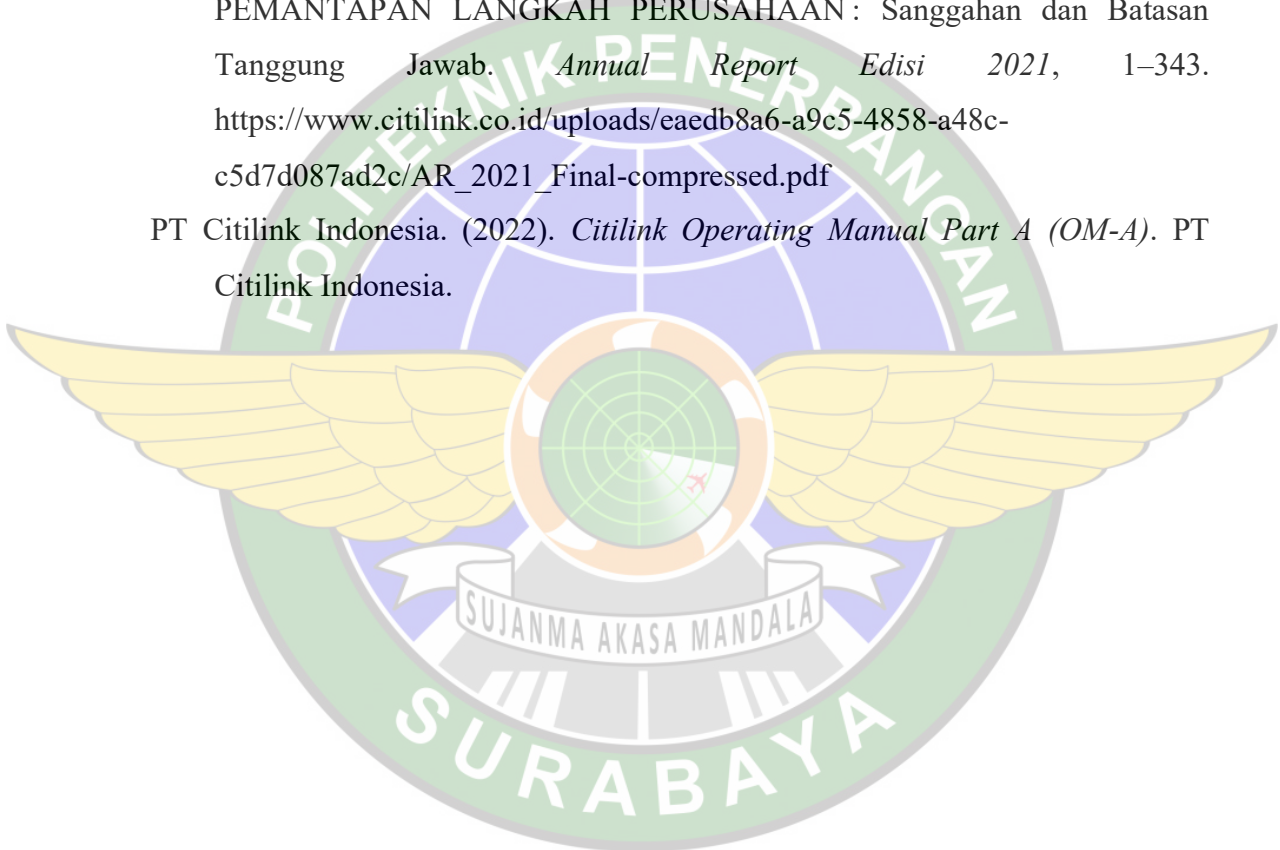 PEMANTAPAN LANGKAH PERUSAHAAN : Sanggahan dan Batasan
Tanggung Jawab. Annual Report Edisi 2021, 1–343.
https://www.citilink.co.id/uploads/eaedb8a6-a9c5-4858-a48c-
c5d7d087ad2c/AR_2021_Final-compressed.pdf
PT Citilink Indonesia. (2022). Citilink Operating Manual Part A (OM-A). PT
Citilink Indonesia.
POLITEKNIK PENERBANGAN
SUJANMA AKASA MANDALA
SURABAYA